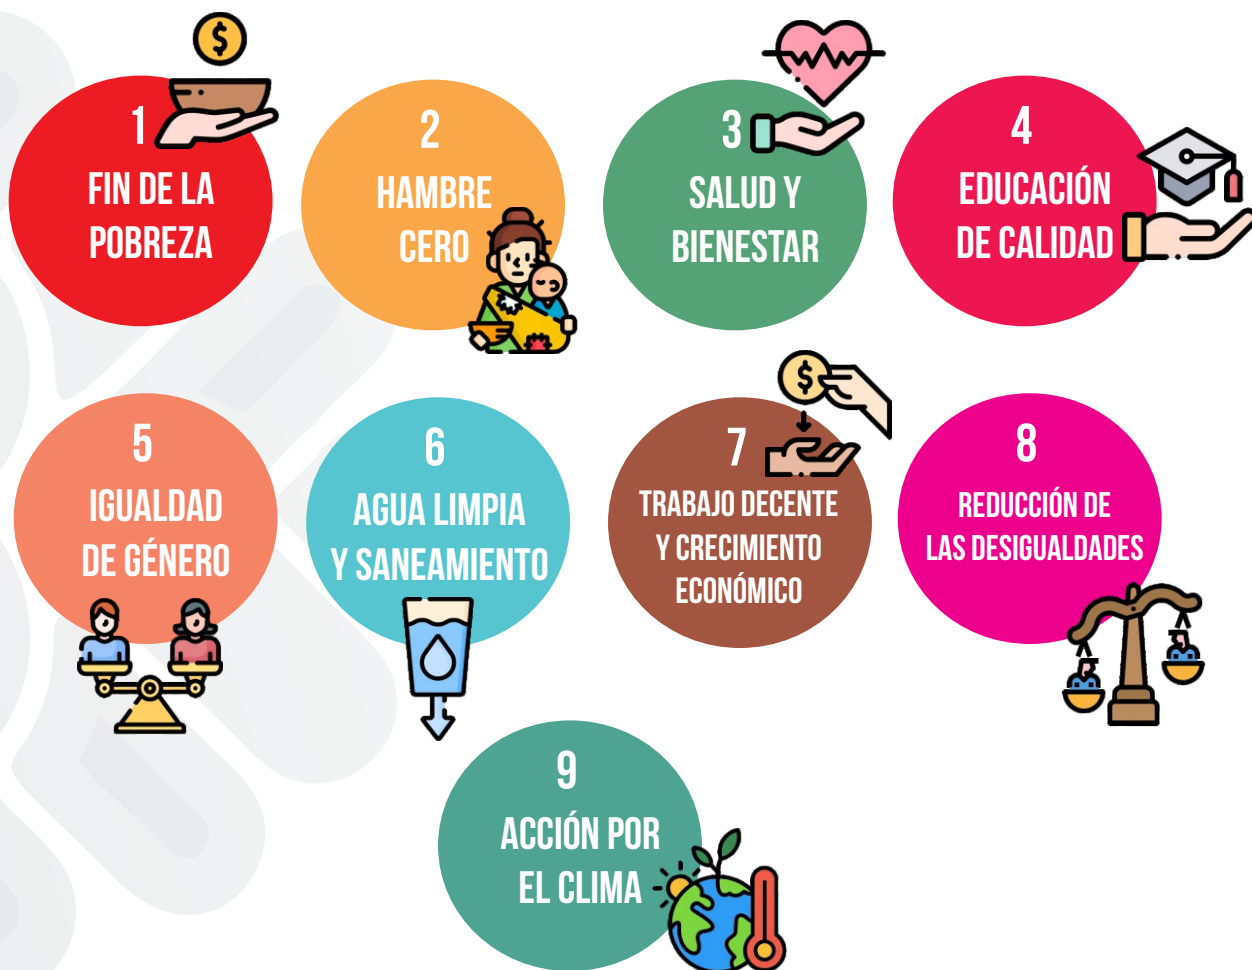 1
FIN DE LA
POBREZA
2
HAMBRE
CERO
3
SALUD Y
BIENESTAR
4
EDUCACIÓN
DE CALIDAD
5
IGUALDAD
DE GÉNERO
6
AGUA LIMPIA
Y SANEAMIENTO
7
TRABAJO DECENTE
Y CRECIMIENTO
ECONÓMICO
8
REDUCCIÓN DE
LAS DESIGUALDADES
9
ACCIÓN POR
EL CLIMA